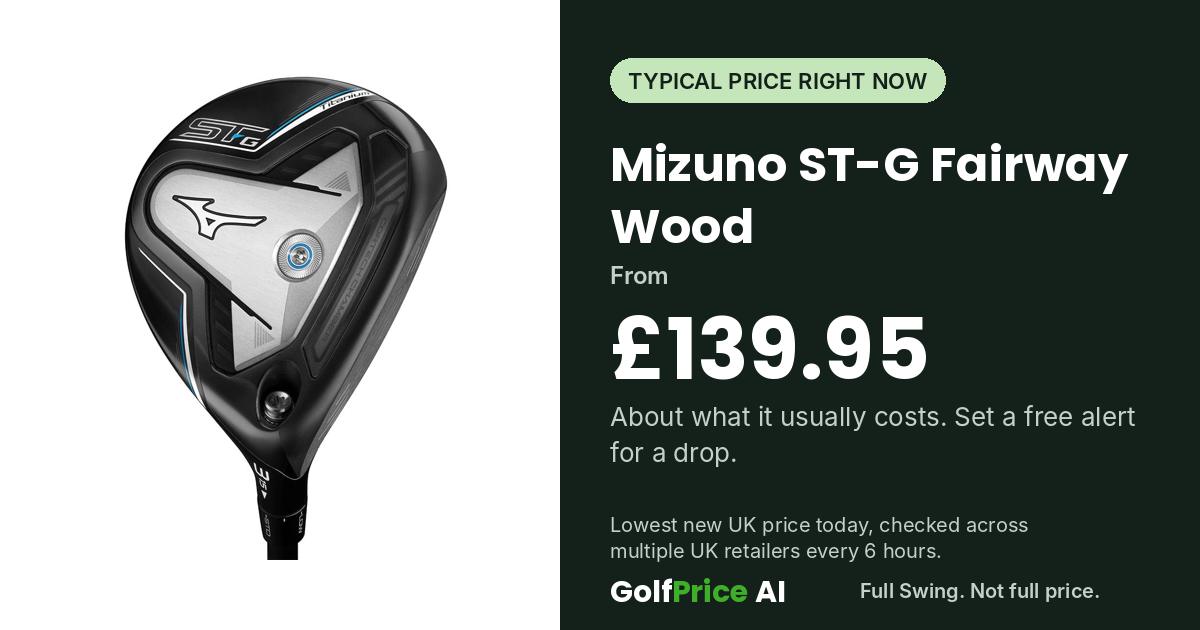 Titanium
ST-G
TYPICAL PRICE RIGHT NOW
Mizuno ST-G Fairway
Wood
From
£139.95
About what it usually costs. Set a free alert
for a drop.
Lowest new UK price today, checked across
multiple UK retailers every 6 hours.
GolfPrice AI
Full Swing. Not full price.